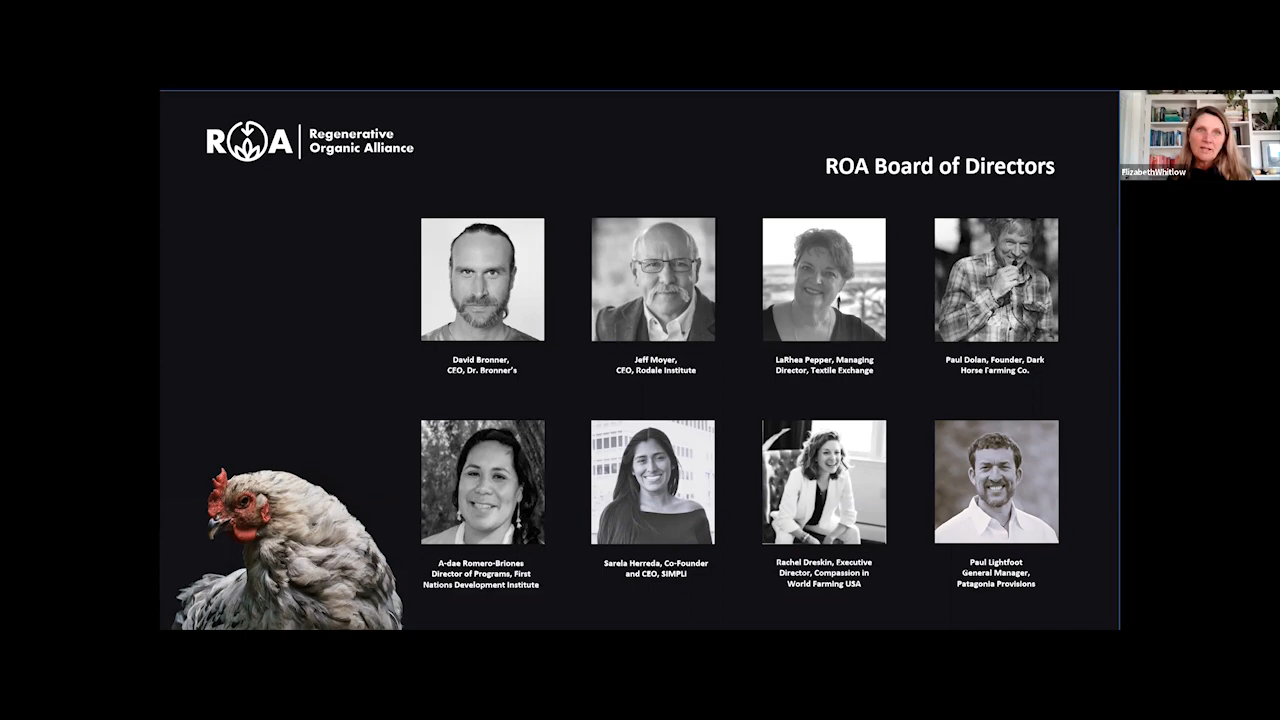 ROA
Regenerative
Organic Alliance
ROA Board of Directors
ElizabethWhitlow
David Bronner,
CEO, Dr. Bronner's
Jeff Moyer,
CEO, Rodale Institute
LaRhea Pepper, Managing
Director, Textile Exchange
Paul Dolan, Founder, Dark
Horse Farming Co.
A-dae Romero-Briones
Director of Programs, First
Nations Development Institute
Sarela Herreda, Co-Founder
and CEO, SIMPLi
Rachel Dreskin, Executive
Director, Compassion in
World Farming USA
Paul Lightfoot
General Manager,
Patagonia Provisions